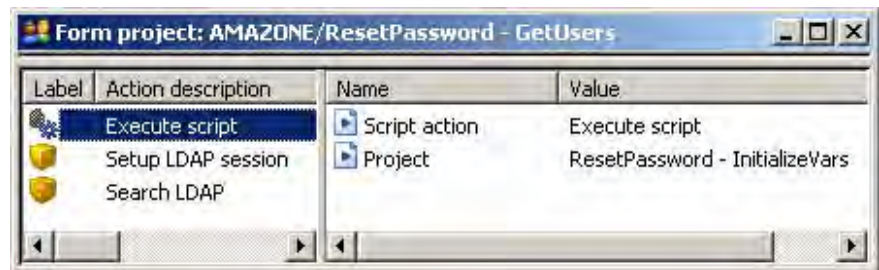 Form project: AMAZONE/ResetPassword - GetUsers
Label Action description Name Value
Execute script Script action Execute script
Setup LDAP session Project ResetPassword - InitializeVars
Search LDAP